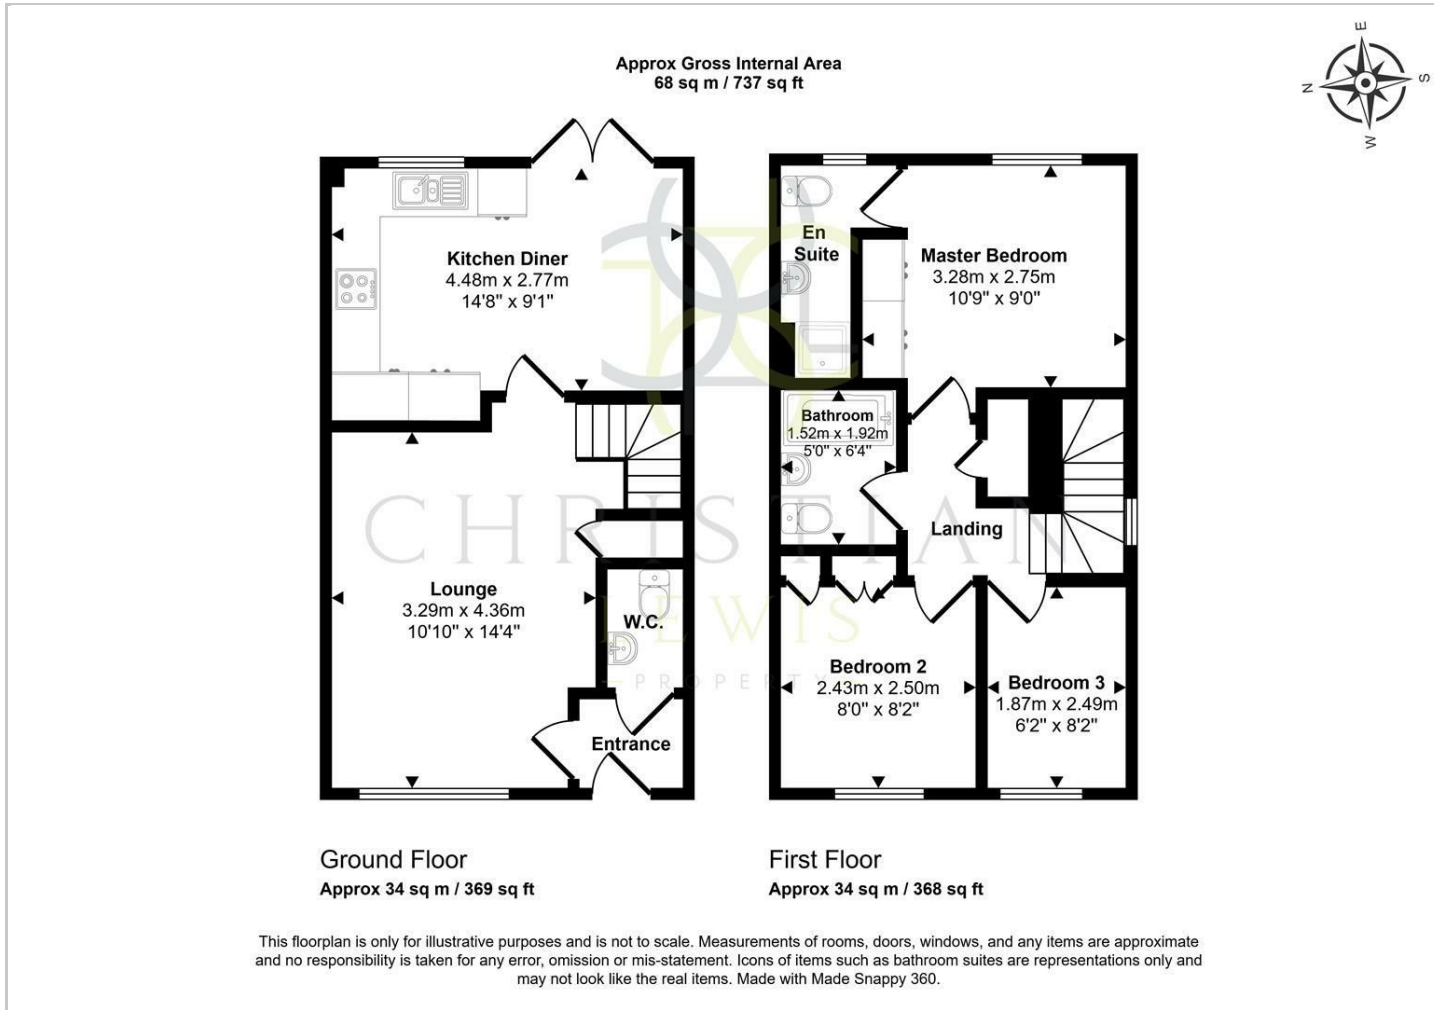 Approx Gross Internal Area
68 sq m / 737 sq ft
E
N
S
W
Kitchen Diner
4.48m x 2.77m
14'8" x 9'1"
Lounge
3.29m x 4.36m
10'10" x 14'4"
W.C.
Entrance
En
Suite
Master Bedroom
3.28m x 2.75m
10'9" x 9'0"
Bathroom
1.52m x 1.92m
5'0" x 6'4"
Landing
Bedroom 2
2.43m x 2.50m
8'0" x 8'2"
Bedroom 3
1.87m x 2.49m
6'2" x 8'2"
CHRISTIAN
LEWIS
PROPERTY
Ground Floor
Approx 34 sq m / 369 sq ft
First Floor
Approx 34 sq m / 368 sq ft
This floorplan is only for illustrative purposes and is not to scale. Measurements of rooms, doors, windows, and any items are approximate
and no responsibility is taken for any error, omission or mis-statement. Icons of items such as bathroom suites are representations only and
may not look like the real items. Made with Made Snappy 360.